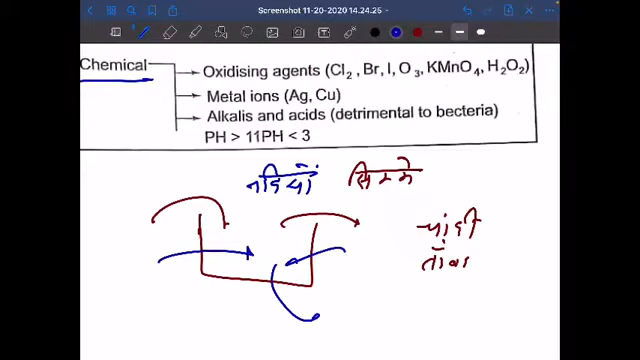 Screenshot 11-20-2020 14.24.25
Chemical
Oxidising agents (Cl₂, Br, I, O₃, KMnO₄, H₂O₂)
Metal ions (Ag, Cu)
Alkalis and acids (detrimental to becteria)
PH > 11PH < 3
नदियों सिक्के
चांदी
तांबा